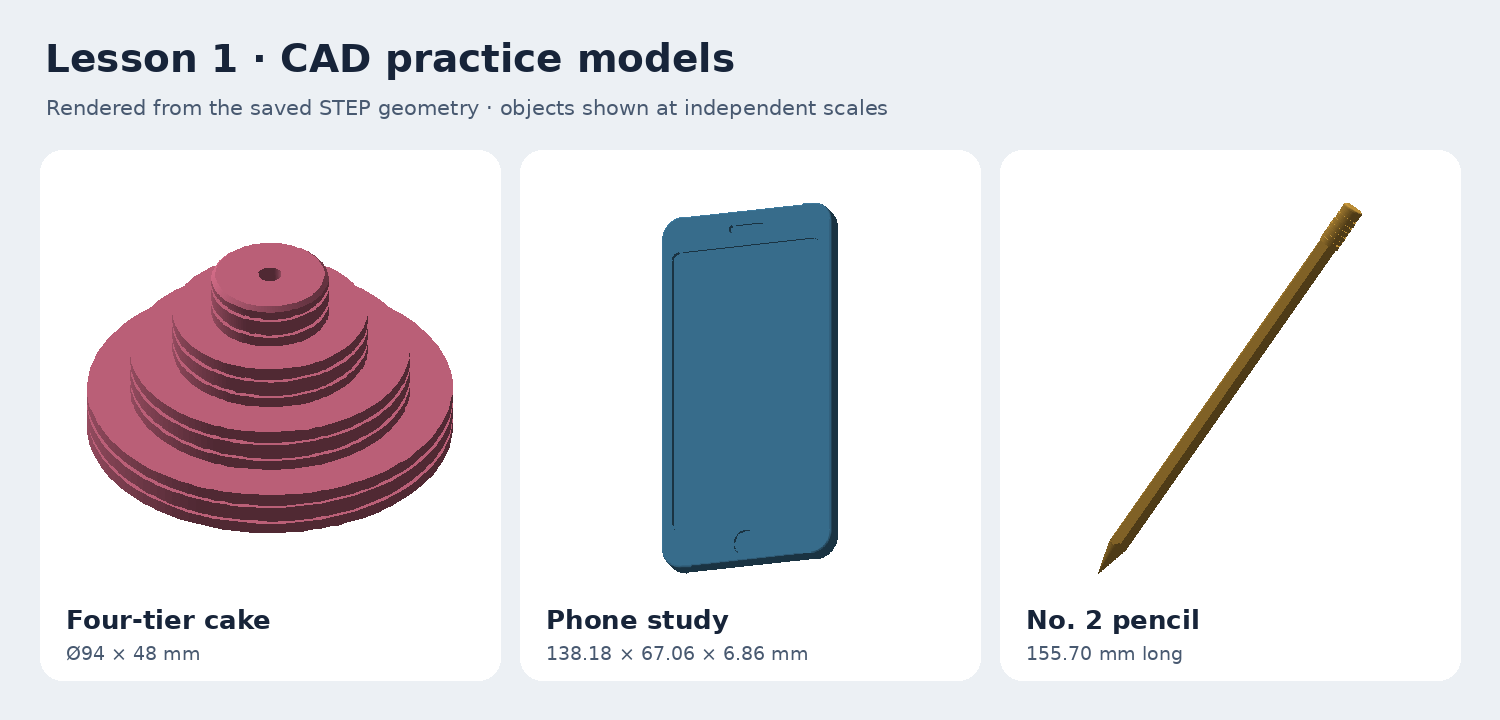 Lesson 1 · CAD practice models
Rendered from the saved STEP geometry · objects shown at independent scales
Four-tier cake
Ø94 × 48 mm
Phone study
138.18 × 67.06 × 6.86 mm
No. 2 pencil
155.70 mm long